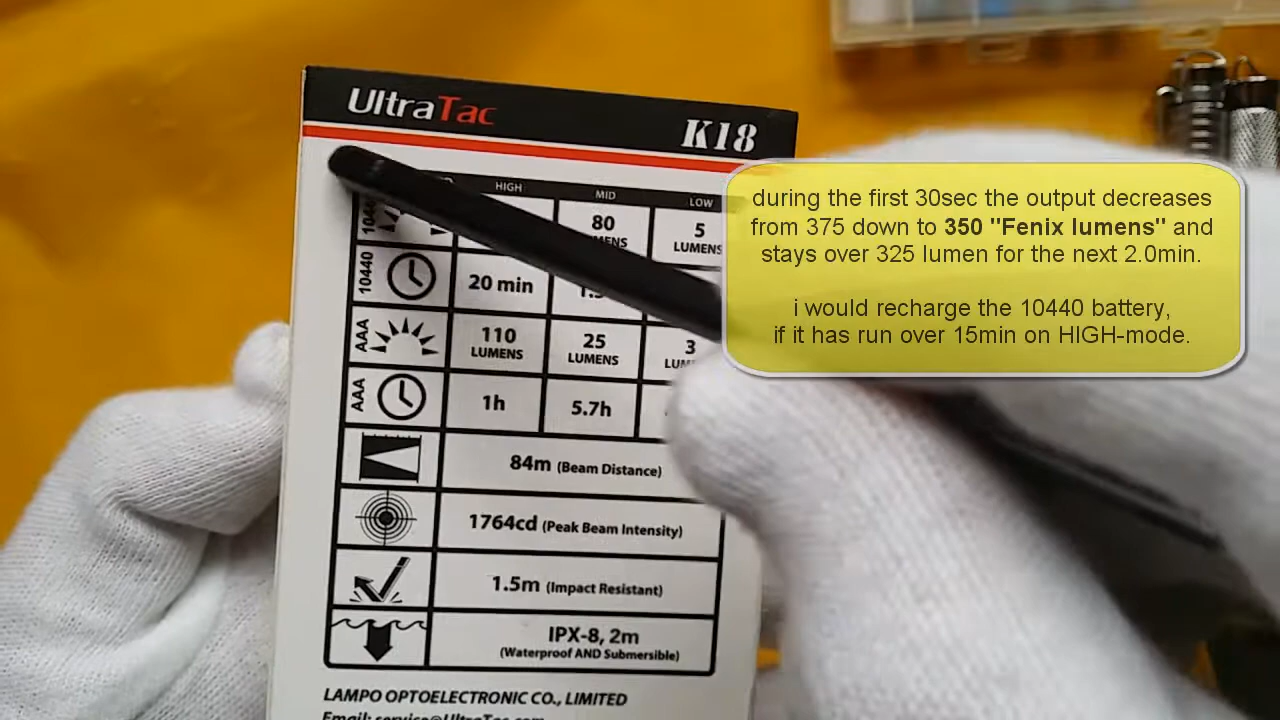 UltraTac
K18
HIGH MID LOW
80 5
LUMENS
10440 20 min
AAA 110 25 3
LUMENS LUMENS
AAA 1h 5.7h
84m (Beam Distance)
1764cd (Peak Beam Intensity)
1.5m (Impact Resistant)
IPX-8, 2m
(Waterproof AND Submersible)
LAMPO OPTOELECTRONIC CO., LIMITED
Email: service@UltraTac.com
during the first 30sec the output decreases
from 375 down to 350 "Fenix lumens" and
stays over 325 lumen for the next 2.0min.
i would recharge the 10440 battery,
if it has run over 15min on HIGH-mode.